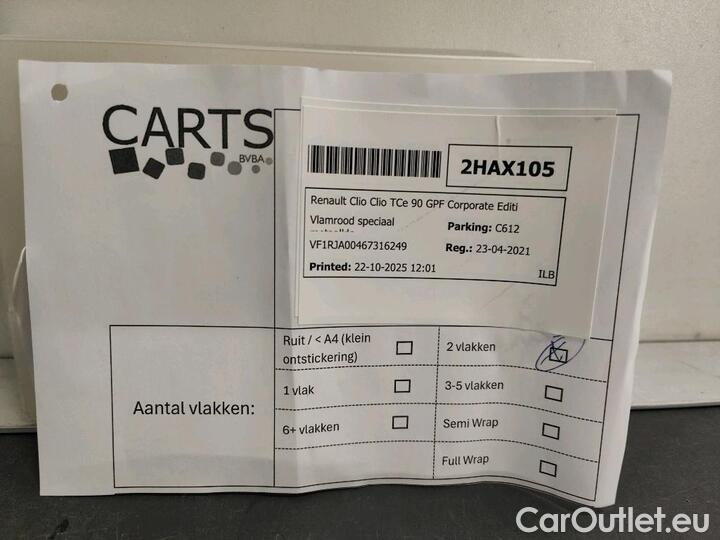 CARTS
BVBA
2HAX105
Renault Clio Clio TCe 90 GPF Corporate Editi
Vlamrood speciaal
Parking: C612
VF1RJA00467316249
Reg.: 23-04-2021
Printed: 22-10-2025 12:01
ILB
Aantal vlakken:
Ruit / < A4 (klein
ontstickering)
2 vlakken
1 vlak
3-5 vlakken
6+ vlakken
Semi Wrap
Full Wrap
CarOutlet.eu